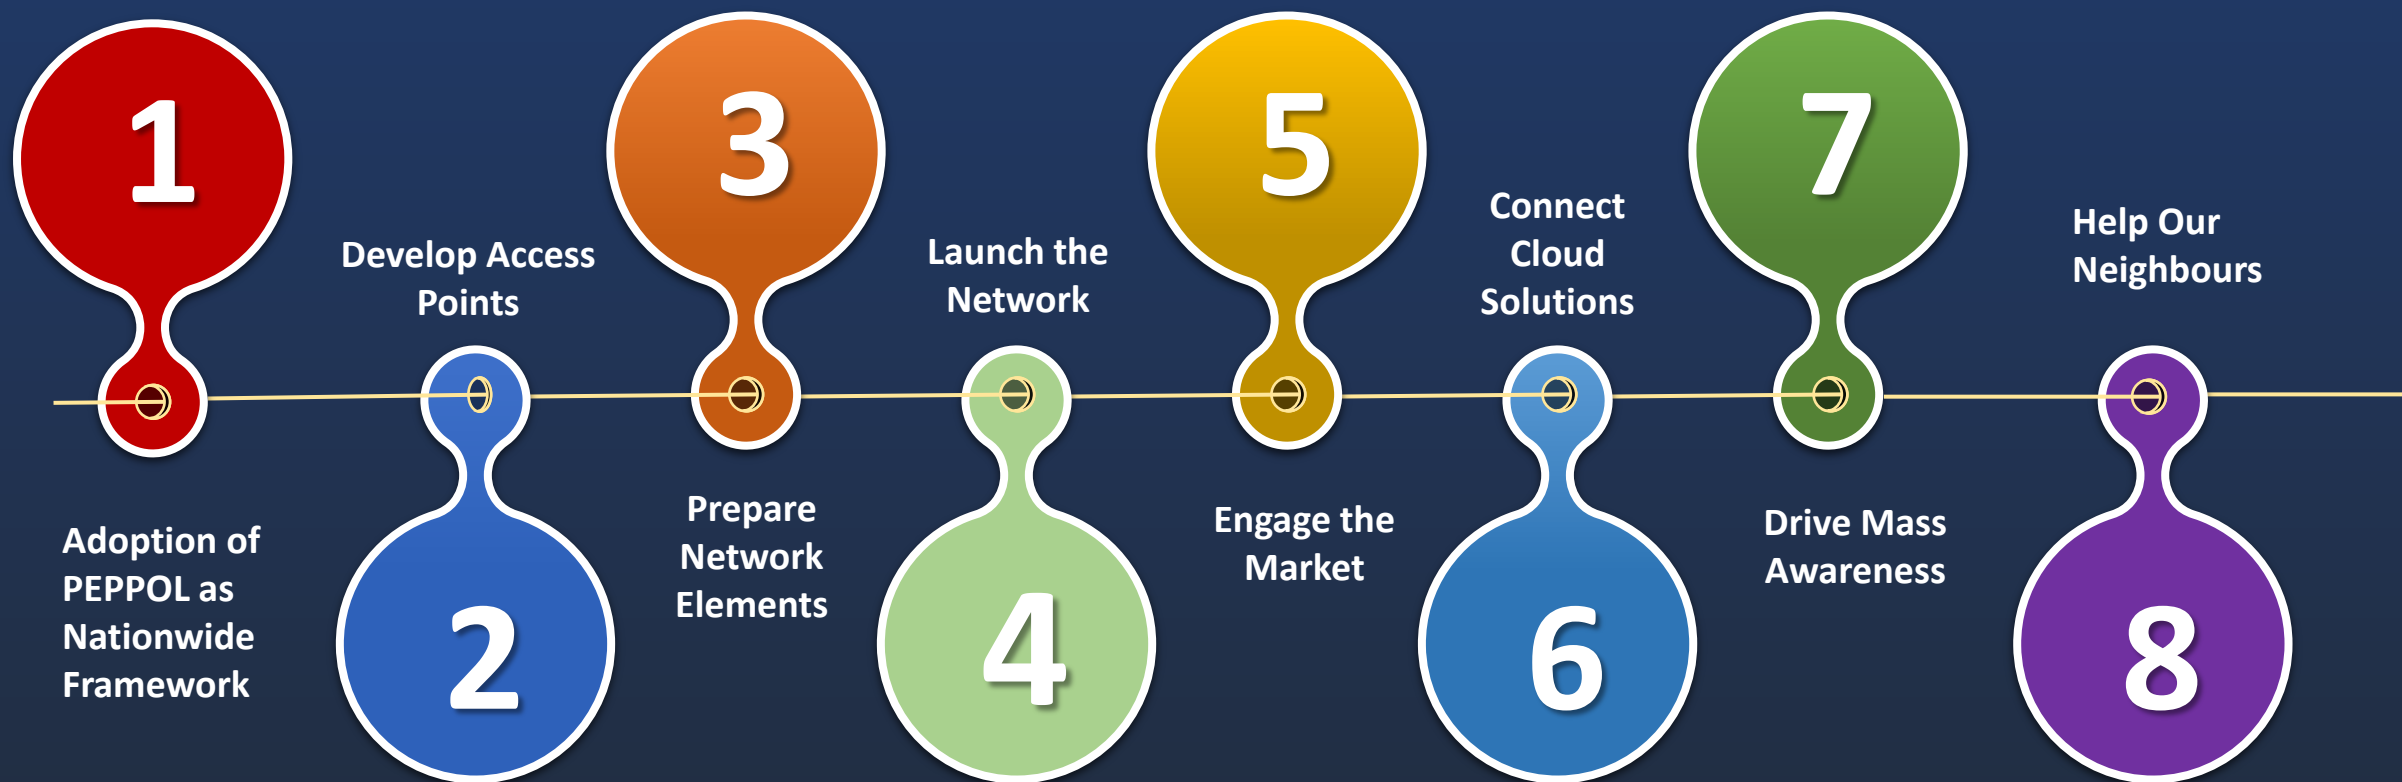 1
Adoption of
PEPPOL as
Nationwide
Framework
2
Develop Access
Points
3
Prepare
Network
Elements
4
Launch the
Network
5
Engage the
Market
6
Connect
Cloud
Solutions
7
Drive Mass
Awareness
8
Help Our
Neighbours